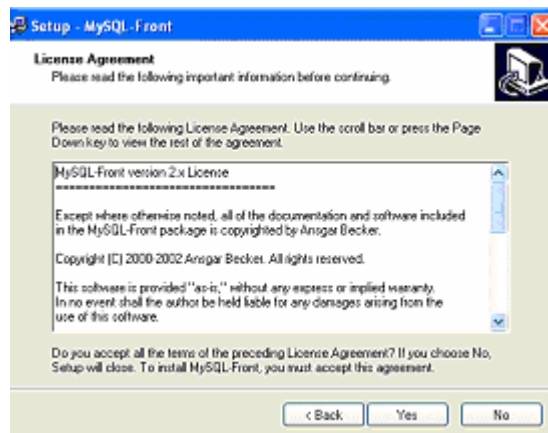 Setup - MySQL-Front
License Agreement
Please read the following important information before continuing.
Please read the following License Agreement. Use the scroll bar or press the Page
Down key to view the rest of the agreement.
MySQL-Front version 2.x License
==================================
Except where otherwise noted, all of the documentation and software included
in the MySQL-Front package is copyrighted by Ansgar Becker.
Copyright (C) 2000-2002 Ansgar Becker. All rights reserved.
This software is provided "as-is," without any express or implied warranty.
In no event shall the author be held liable for any damages arising from the
use of this software.
Do you accept all the terms of the preceding License Agreement? If you choose No,
Setup will close. To install MySQL-Front, you must accept this agreement.
< Back Yes No